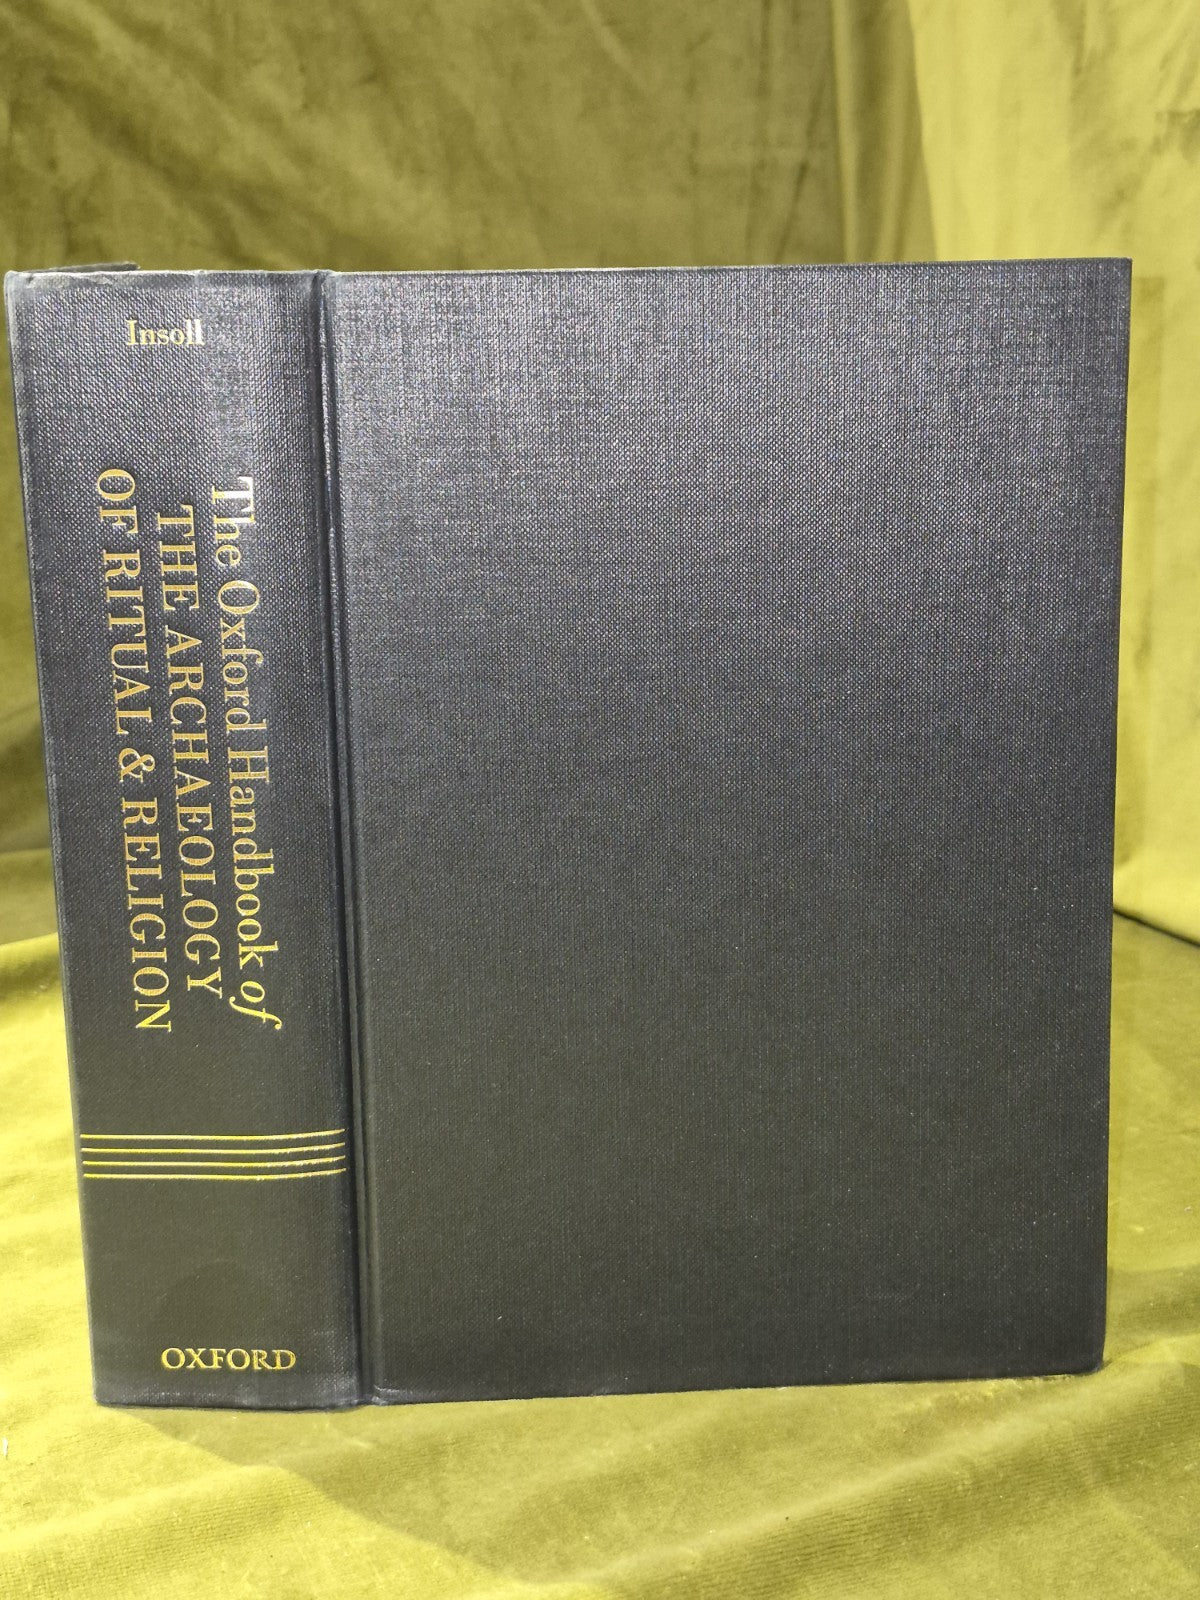 Insoll
The Oxford Handbook of
THE ARCHAEOLOGY
OF RITUAL & RELIGION
OXFORD